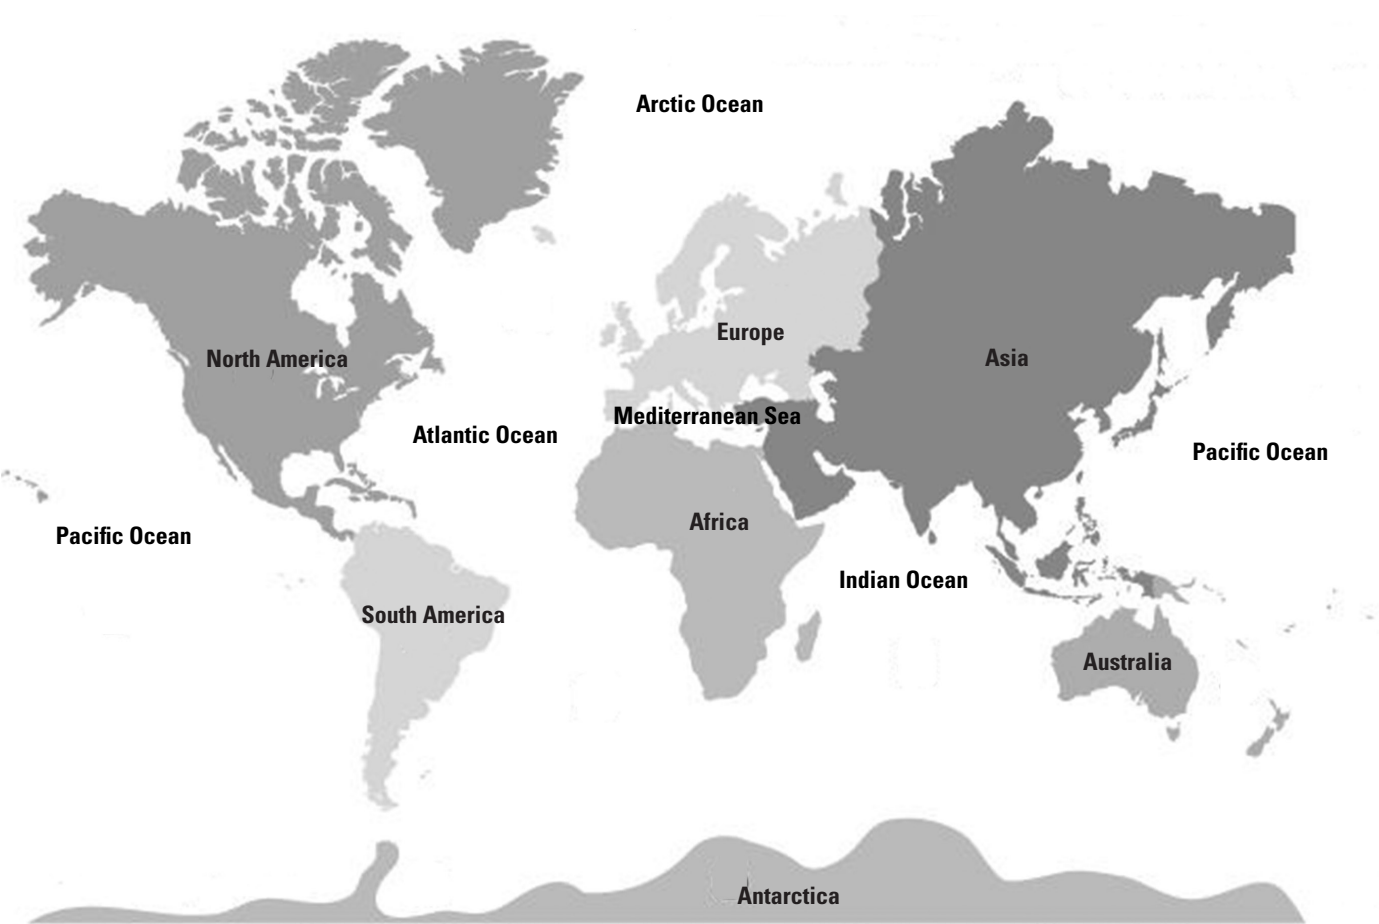 Arctic Ocean
Europe
North America
Asia
Mediterranean Sea
Atlantic Ocean
Pacific Ocean
Africa
Pacific Ocean
Indian Ocean
South America
Australia
Antarctica